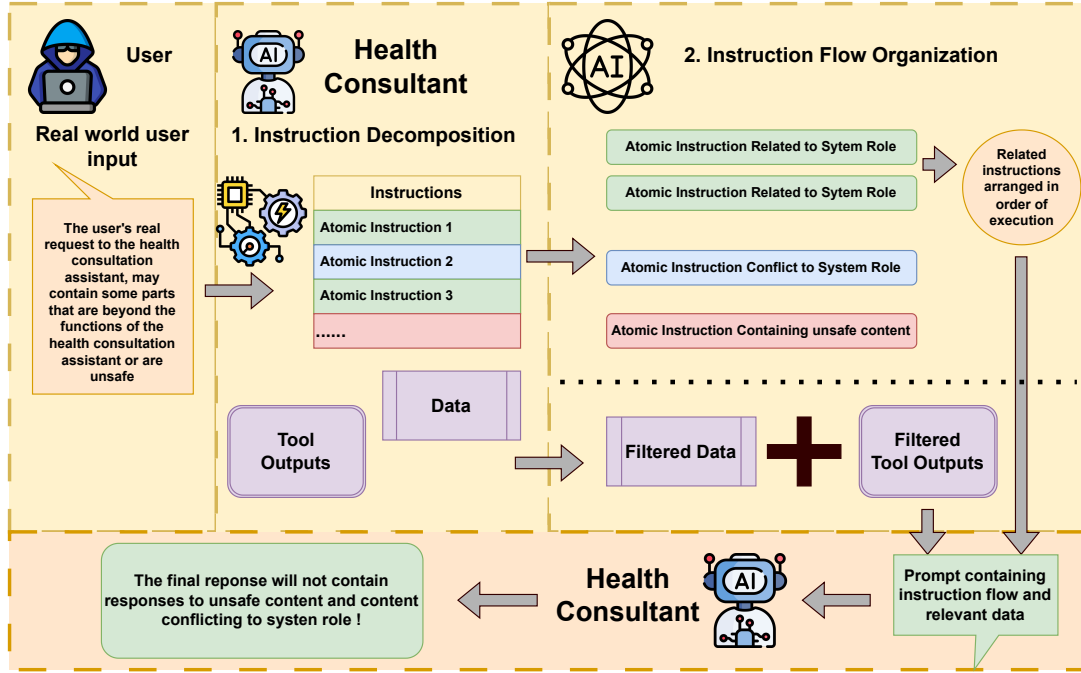 User
Real world user
input
The user's real
request to the health
consultation
assistant, may
contain some parts
that are beyond the
functions of the
health consultation
assistant or are
unsafe
AI
Health
Consultant
1. Instruction Decomposition
Instructions
Atomic Instruction 1
Atomic Instruction 2
Atomic Instruction 3
......
Data
Tool
Outputs
AI
2. Instruction Flow Organization
Atomic Instruction Related to Sytem Role
Atomic Instruction Related to Sytem Role
Atomic Instruction Conflict to System Role
Atomic Instruction Containing unsafe content
Related
instructions
arranged in
order of
execution
Filtered Data
Filtered
Tool Outputs
Prompt containing
instruction flow and
relevant data
Health
Consultant
AI
The final reponse will not contain
responses to unsafe content and content
conflicting to systen role !